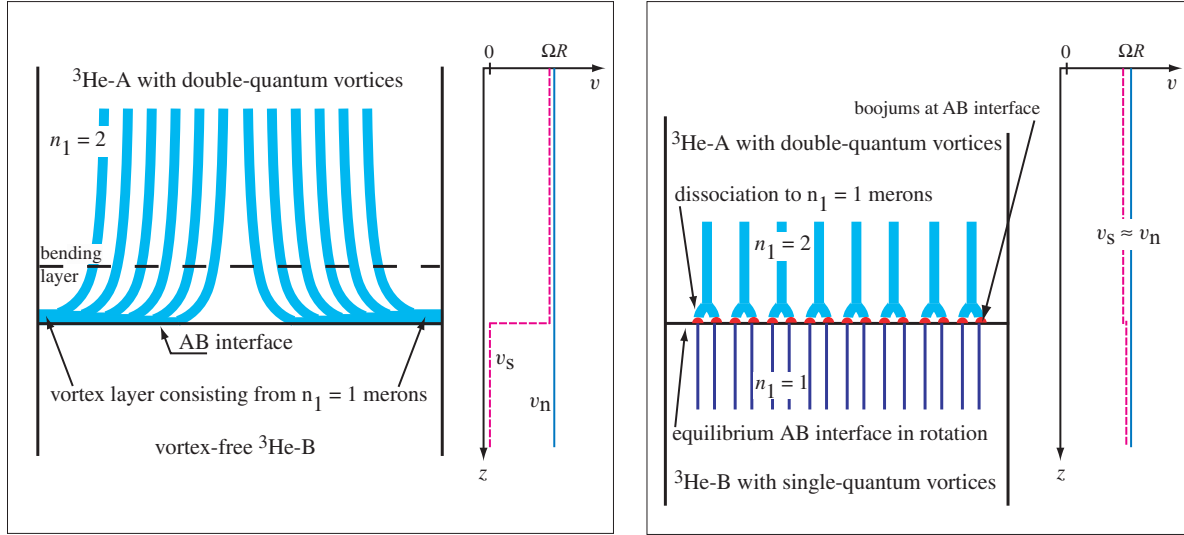 0 ΩR
v
³He-A with double-quantum vortices
n₁ = 2
bending
layer
AB interface
v_s
vortex layer consisting from n₁ = 1 merons
v_n
vortex-free ³He-B
z
0 ΩR
v
boojums at AB interface
³He-A with double-quantum vortices
dissociation to n₁ = 1 merons
n₁ = 2
v_s ≈ v_n
n₁ = 1
equilibrium AB interface in rotation
z
³He-B with single-quantum vortices